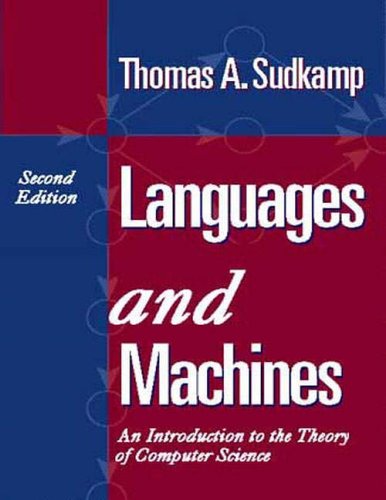 Thomas A. Sudkamp
Second
Edition
Languages
and
Machines
An Introduction to the Theory
of Computer Science